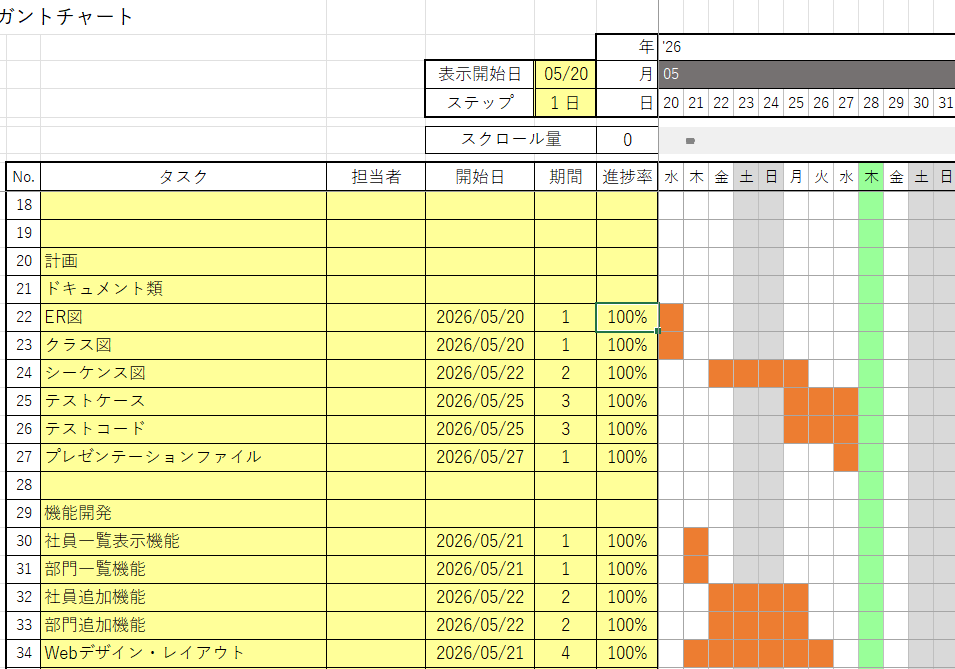 ガントチャート
年 '26
表示開始日 05/20 月 05
ステップ 1 日 日 20 21 22 23 24 25 26 27 28 29 30 31
スクロール量 0
No. タスク 担当者 開始日 期間 進捗率 水 木 金 土 日 月 火 水 木 金 土 日
18
19
20 計画
21 ドキュメント類
22 ER図 2026/05/20 1 100%
23 クラス図 2026/05/20 1 100%
24 シーケンス図 2026/05/22 2 100%
25 テストケース 2026/05/25 3 100%
26 テストコード 2026/05/25 3 100%
27 プレゼンテーションファイル 2026/05/27 1 100%
28
29 機能開発
30 社員一覧表示機能 2026/05/21 1 100%
31 部門一覧機能 2026/05/21 1 100%
32 社員追加機能 2026/05/22 2 100%
33 部門追加機能 2026/05/22 2 100%
34 Webデザイン・レイアウト 2026/05/21 4 100%